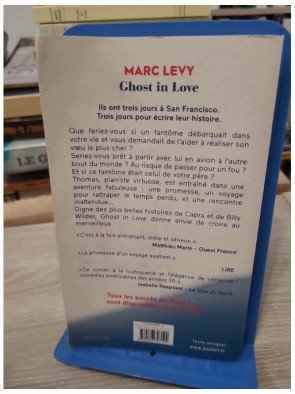 MARC LEVY
Ghost in Love
Ils ont trois jours à San Francisco.
Trois jours pour écrire leur histoire.
Que feriez-vous si un fantôme débarquait dans
votre vie et vous demandait de l'aider à réaliser son
vœu le plus cher ?
Seriez-vous prêt à partir avec lui en avion à l'autre
bout du monde ? Au risque de passer pour un fou ?
Et si ce fantôme était celui de votre père ?
Thomas, pianiste virtuose, est entraîné dans une
aventure fabuleuse : une promesse, un voyage
pour rattraper le temps perdu, et une rencontre
inattendue...
Digne des plus belles histoires de Capra et de Billy
Wilder, Ghost in Love donne envie de croire au
merveilleux.
« C'est à la fois entraînant, drôle et sérieux. »
Matthieu Marin – Ouest France
« La promesse d'un voyage exaltant. »
LIRE
« Ce roman a la loufoquerie et l'élégance de certaines
comédies américaines des années 50. »
Isabelle – La Voix du Nord
Tous les succès de Marc
sont disponibles
Texte intégral
www.pocket.fr
LE G